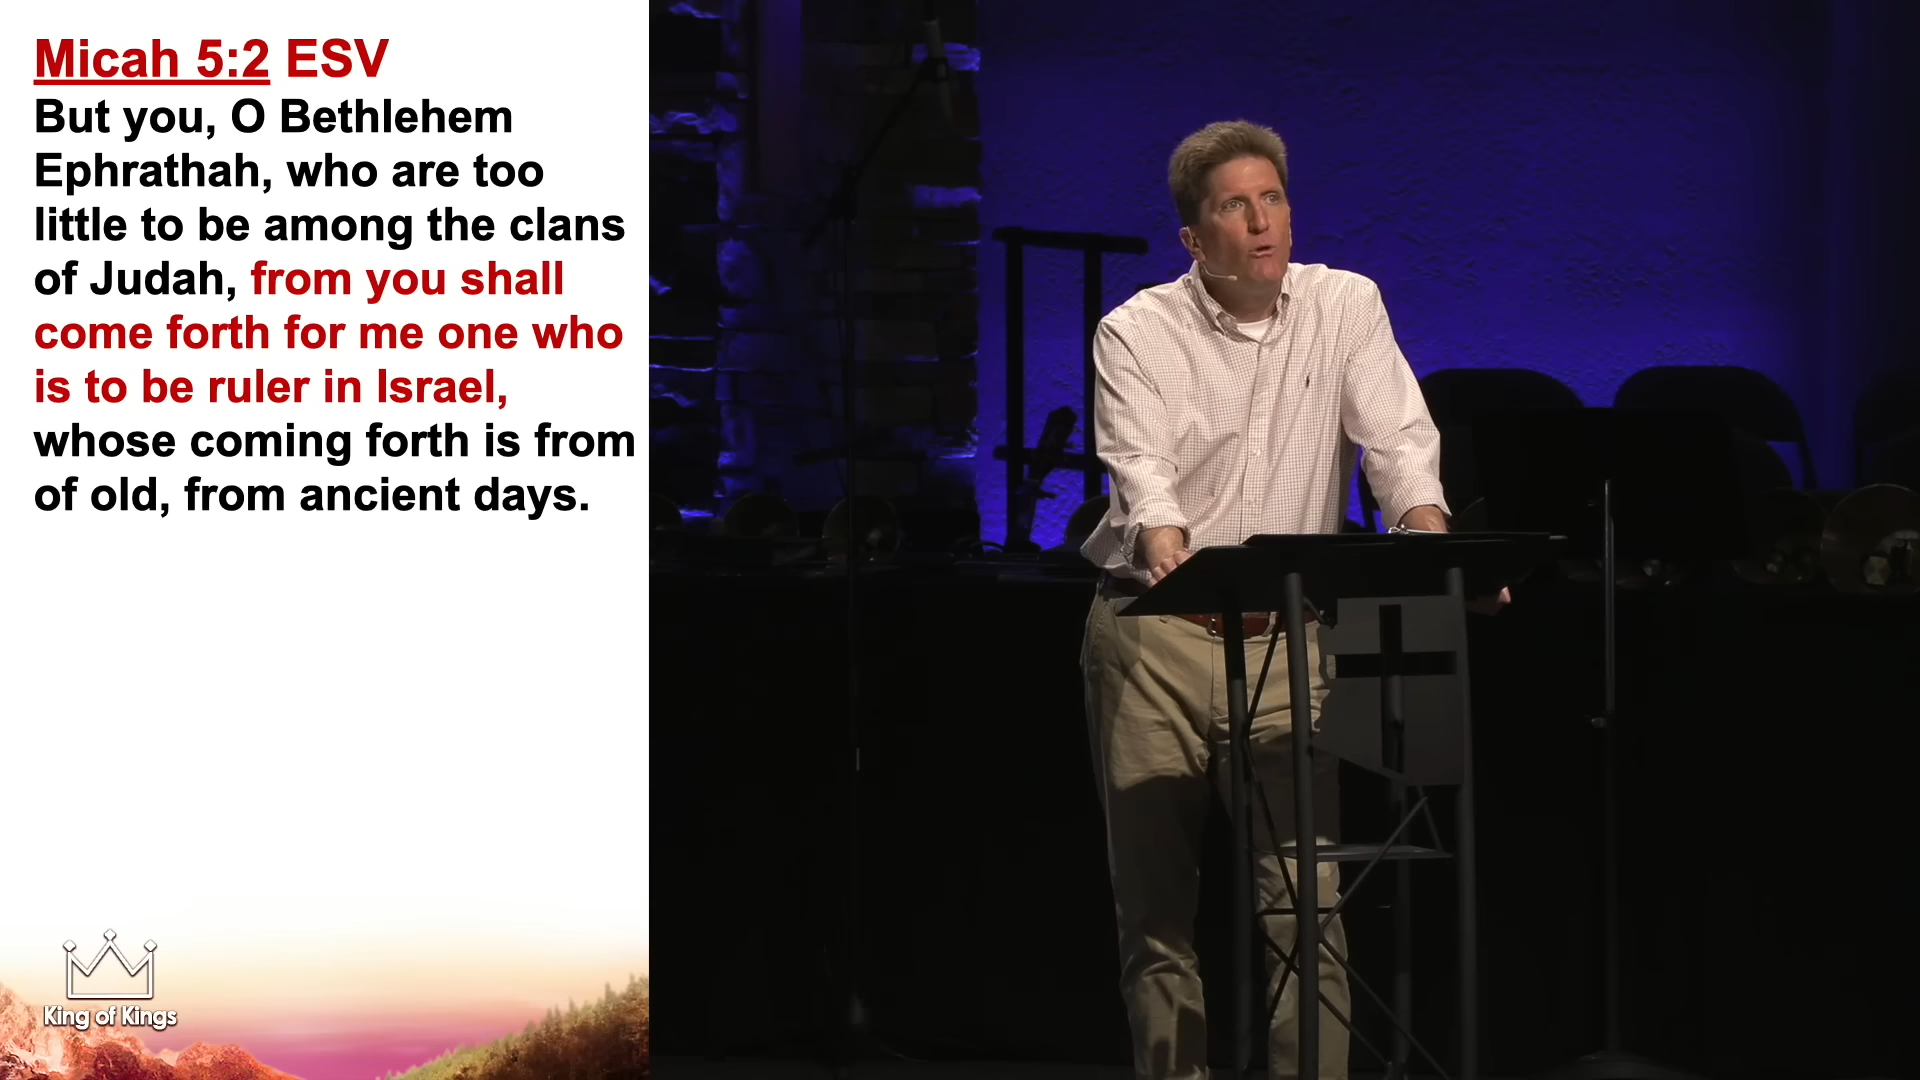 Micah 5:2 ESV
But you, O Bethlehem
Ephrathah, who are too
little to be among the clans
of Judah, from you shall
come forth for me one who
is to be ruler in Israel,
whose coming forth is from
of old, from ancient days.
King of Kings